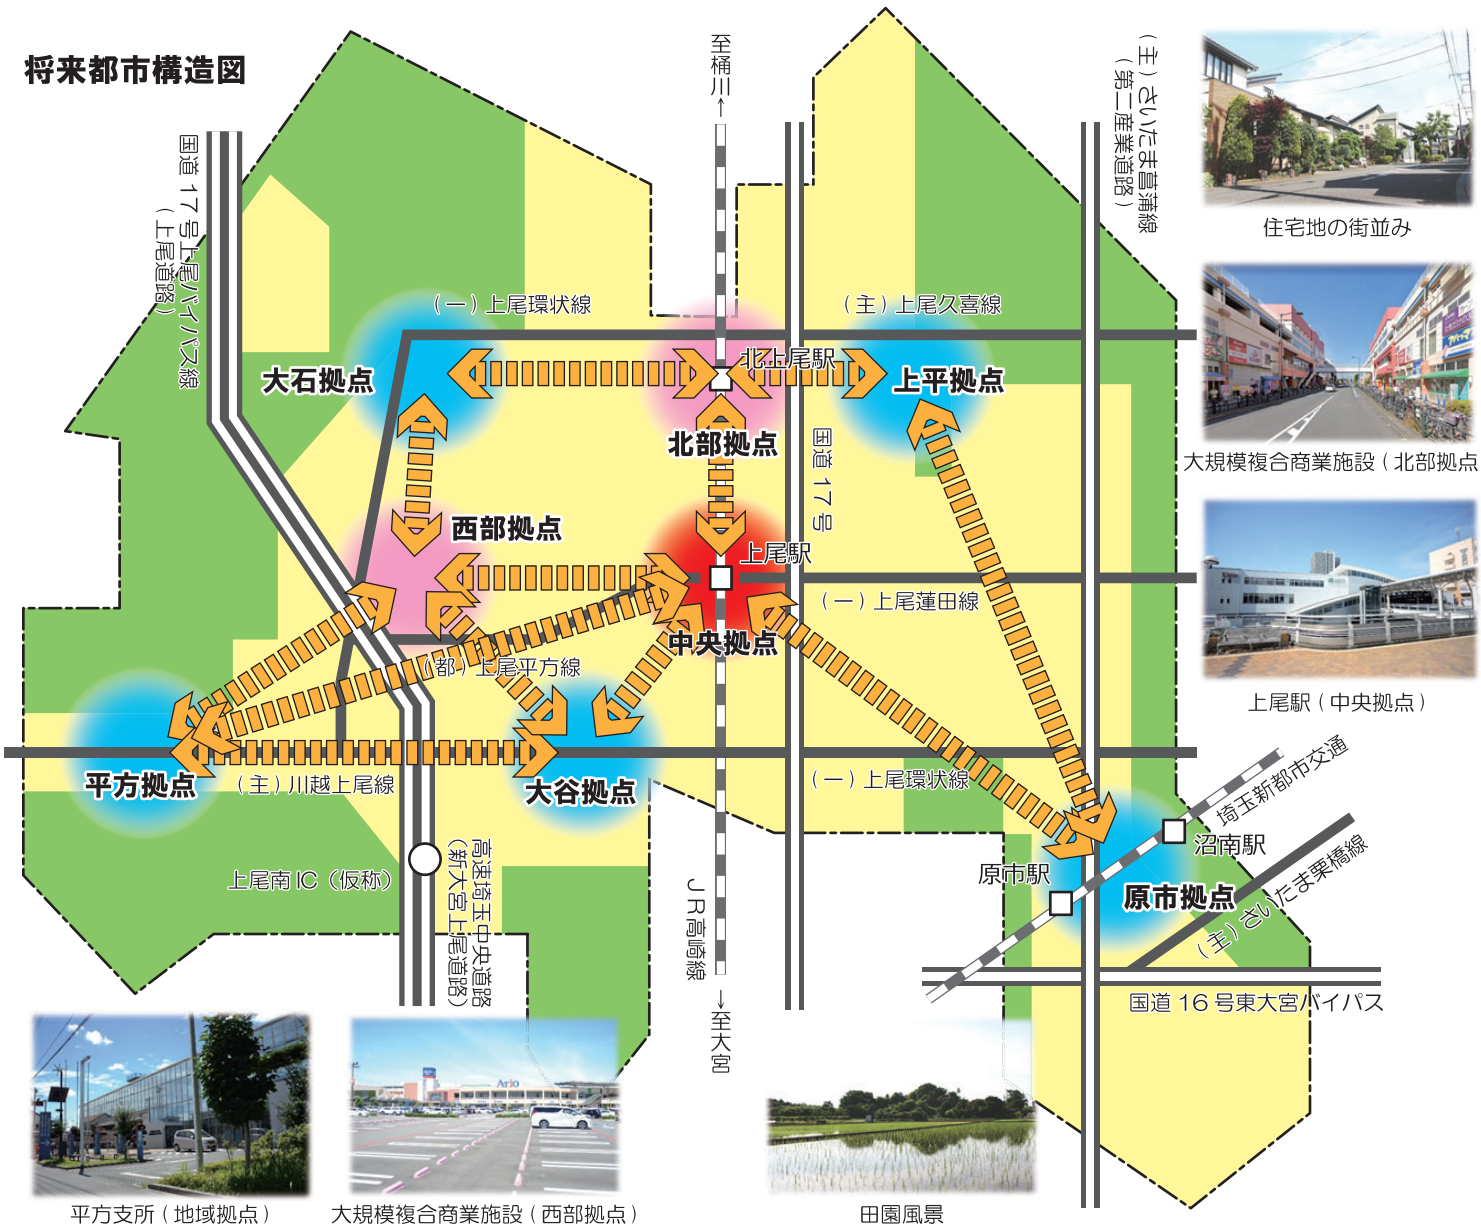 将来都市構造図
至桶川
(主)さいたま菖蒲線
(第二産業道路)
国道17号上尾バイパス線
(上尾道路)
住宅地の街並み
(一)上尾環状線
(主)上尾久喜線
北上尾駅
大石拠点
上平拠点
北部拠点
国道17号
大規模複合商業施設(北部拠点
西部拠点
上尾駅
(一)上尾蓮田線
中央拠点
(都)上尾平方線
上尾駅(中央拠点)
平方拠点
(主)川越上尾線
大谷拠点
(一)上尾環状線
埼玉新都市交通
沼南駅
原市駅
原市拠点
(主)さいたま栗橋線
上尾南IC(仮称)
高速埼玉中央道路
(新大宮上尾道路)
JR高崎線
至大宮
国道16号東大宮バイパス
Ario
平方支所(地域拠点)
大規模複合商業施設(西部拠点)
田園風景